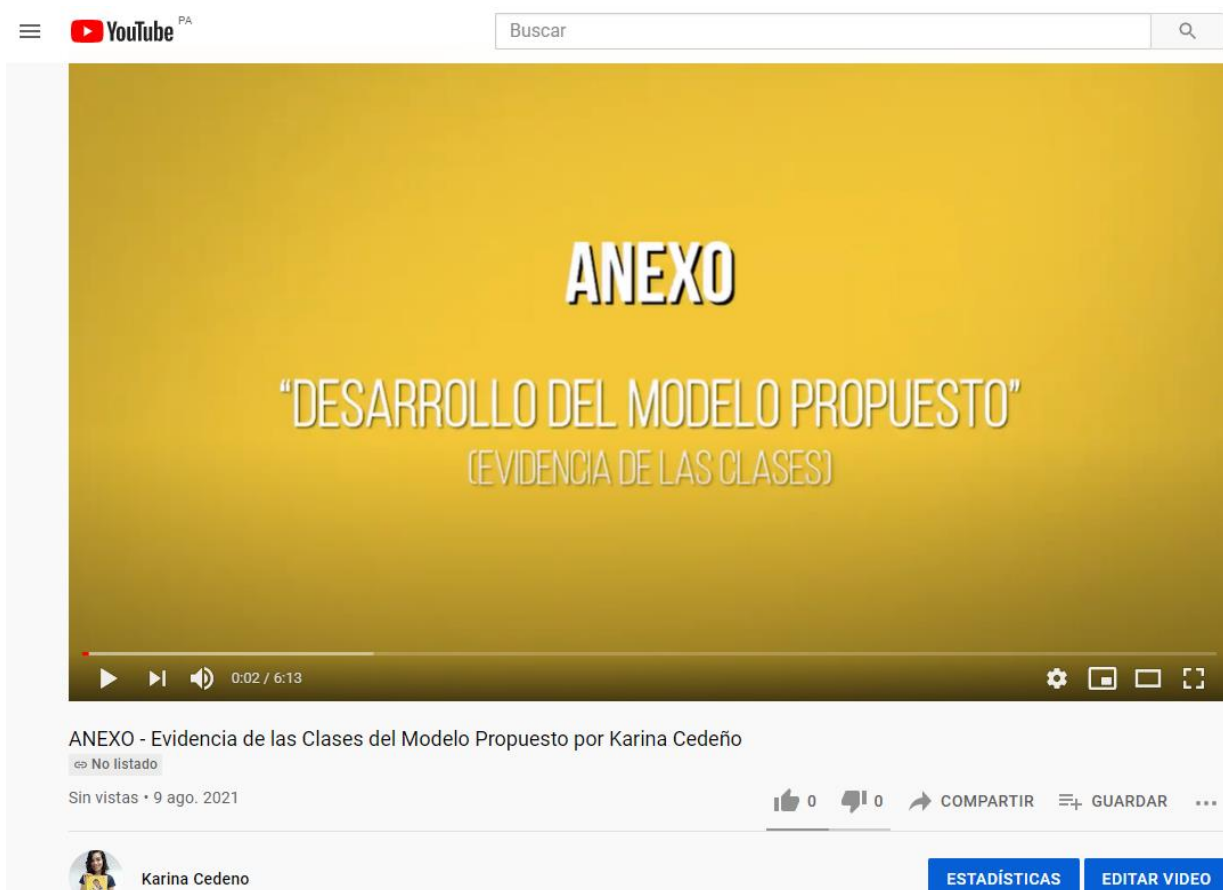 YouTube PA
Buscar
ANEXO
“DESARROLLO DEL MODELO PROPUESTO”
(EVIDENCIA DE LAS CLASES)
0:02 / 6:13
ANEXO - Evidencia de las Clases del Modelo Propuesto por Karina Cedeño
No listado
Sin vistas • 9 ago. 2021
0 0 COMPARTIR GUARDAR
Karina Cedeno
ESTADÍSTICAS EDITAR VIDEO